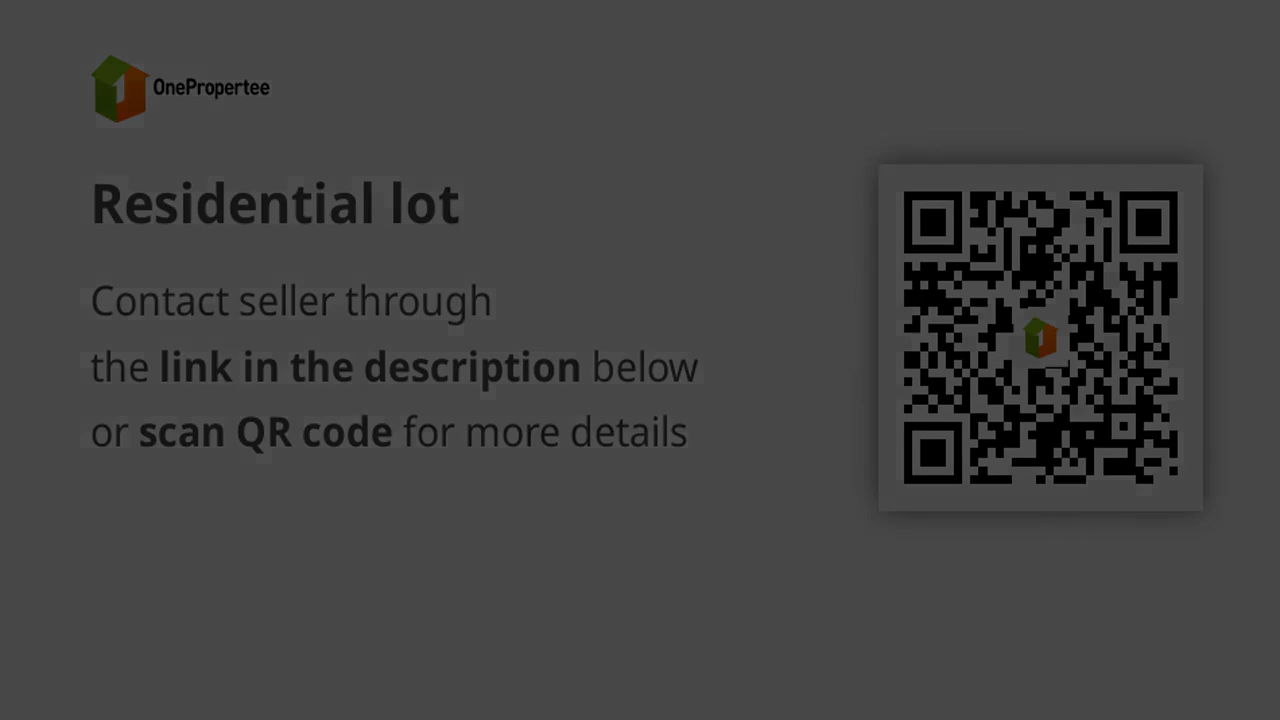 OnePropertee
Residential lot
Contact seller through
the link in the description below
or scan QR code for more details